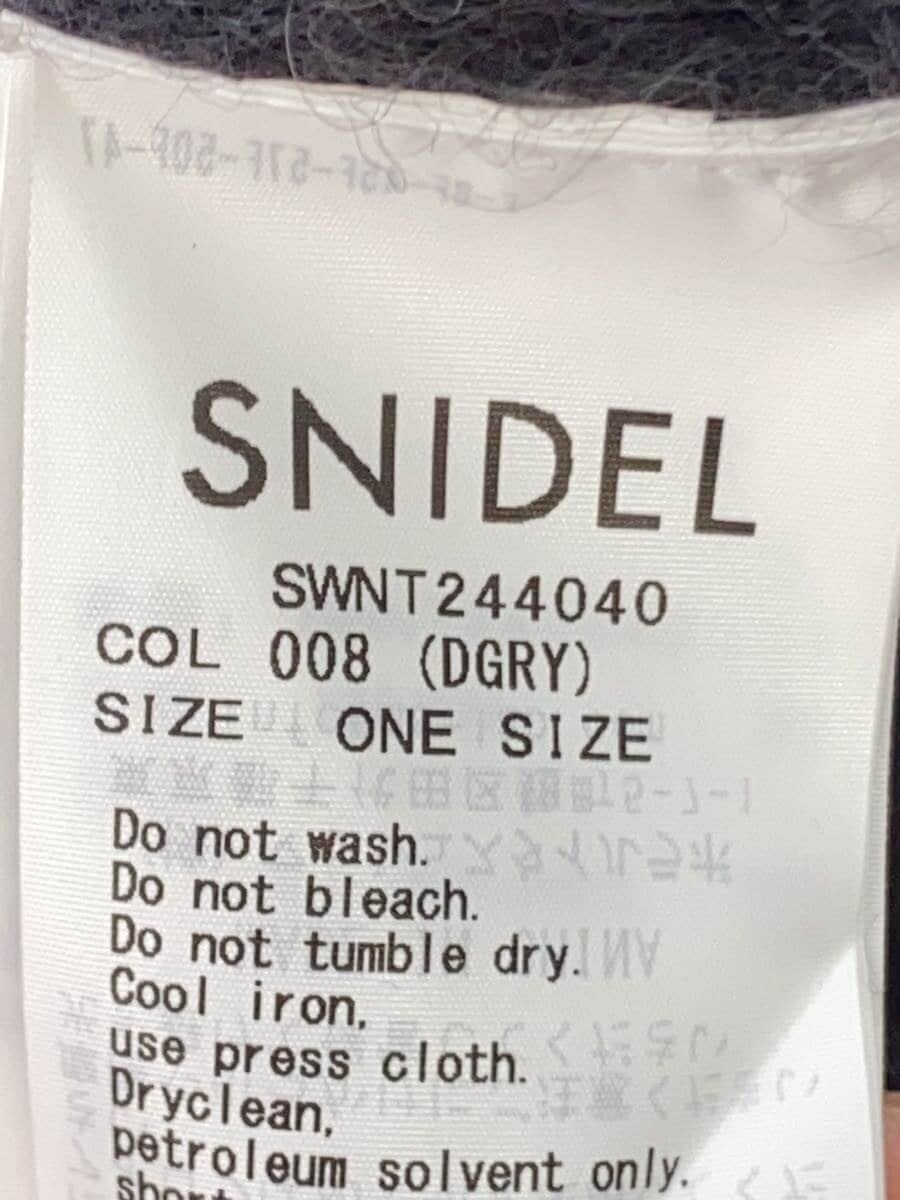 SNIDEL
SWNT244040
COL 008 (DGRY)
SIZE ONE SIZE
Do not wash.
Do not bleach.
Do not tumble dry.
Cool iron,
use press cloth.
Dryclean,
petroleum solvent only.